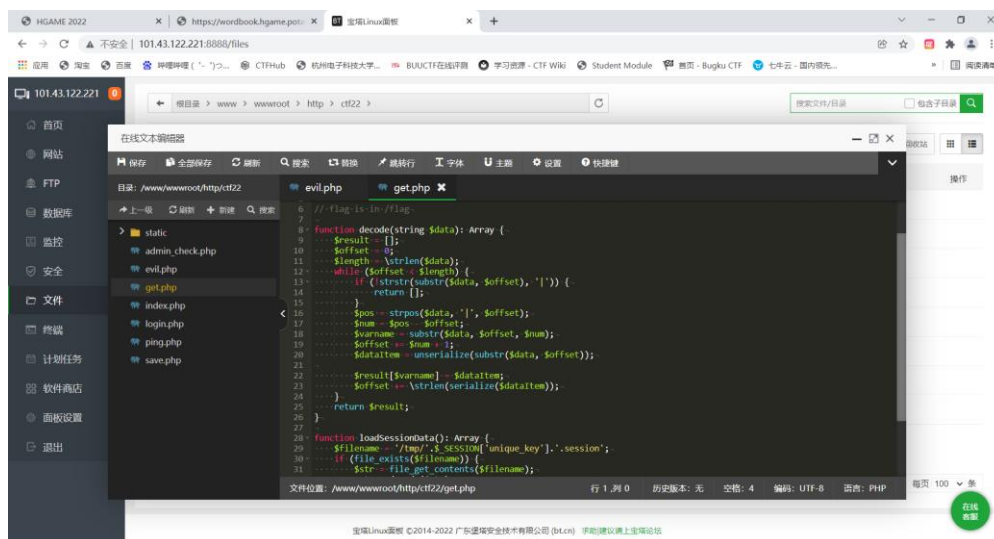 HGAME 2022
https://wordbook.hgame.pota
宝塔Linux面板
不安全 | 101.43.122.221:8888/files
应用
淘宝
百度
哔哩哔哩 ( ゜- ゜)つ...
CTFHub
杭州电子科技大学...
BUUCTF在线评测
学习资源 - CTF Wiki
Student Module
首页 - Bugku CTF
七牛云 - 国内领先...
»
阅读清单
101.43.122.221
0
根目录 > www > wwwroot > http > ctf22 >
搜索文件/目录
包含子目录
首页
网站
FTP
数据库
监控
安全
文件
终端
计划任务
软件商店
面板设置
退出
回收站
操作
在线文本编辑器
保存
全部保存
刷新
搜索
替换
跳转行
字体
主题
设置
快捷键
目录: /www/wwwroot/http/ctf22
evil.php
get.php
上一级
刷新
新建
搜索
static
admin_check.php
evil.php
get.php
index.php
login.php
ping.php
save.php
6 // flag is in /flag
7
8 function decode(string $data): Array {
9 $result = [];
10 $offset = 0;
11 $length = \strlen($data);
12 while ($offset < $length) {
13 if (!strstr(substr($data, $offset), '|')) {
14 return [];
15 }
16 $pos = strpos($data, '|', $offset);
17 $num = $pos - $offset;
18 $varname = substr($data, $offset, $num);
19 $offset += $num + 1;
20 $dataItem = unserialize(substr($data, $offset));
21
22 $result[$varname] = $dataItem;
23 $offset += \strlen(serialize($dataItem));
24 }
25 return $result;
26 }
27
28 function loadSessionData(): Array {
29 $filename = '/tmp/'.$_SESSION['unique_key'].'.session';
30 if (file_exists($filename)) {
31 $str = file_get_contents($filename);
文件位置: /www/wwwroot/http/ctf22/get.php
行 1 ,列 0
历史版本: 无
空格: 4
编码: UTF-8
语言: PHP
每页 100 条
在线
客服
宝塔Linux面板 ©2014-2022 广东堡塔安全技术有限公司 (bt.cn) 求助|建议请上宝塔论坛